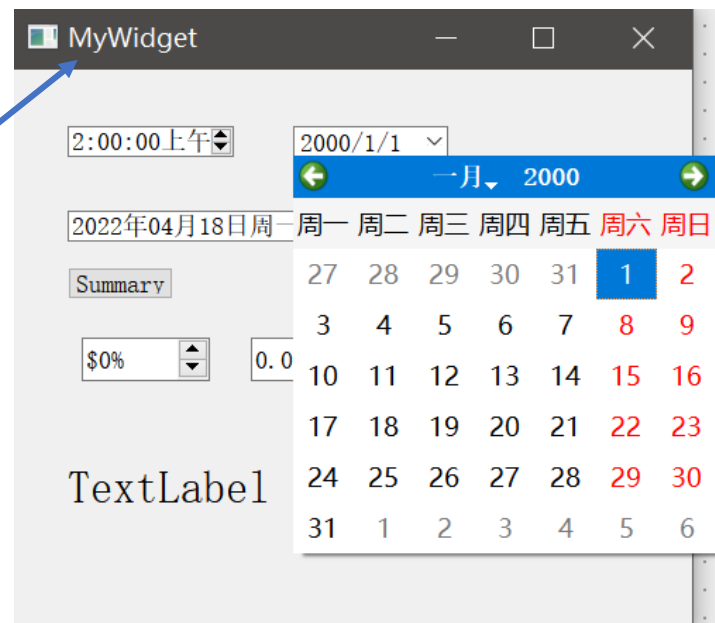 MyWidget
2:00:00上午
2000/1/1
一月 2000
2022年04月18日周一
周一 周二 周三 周四 周五 周六 周日
Summary
27 28 29 30 31 1 2
3 4 5 6 7 8 9
$0% 0.0
10 11 12 13 14 15 16
17 18 19 20 21 22 23
TextLabel
24 25 26 27 28 29 30
31 1 2 3 4 5 6